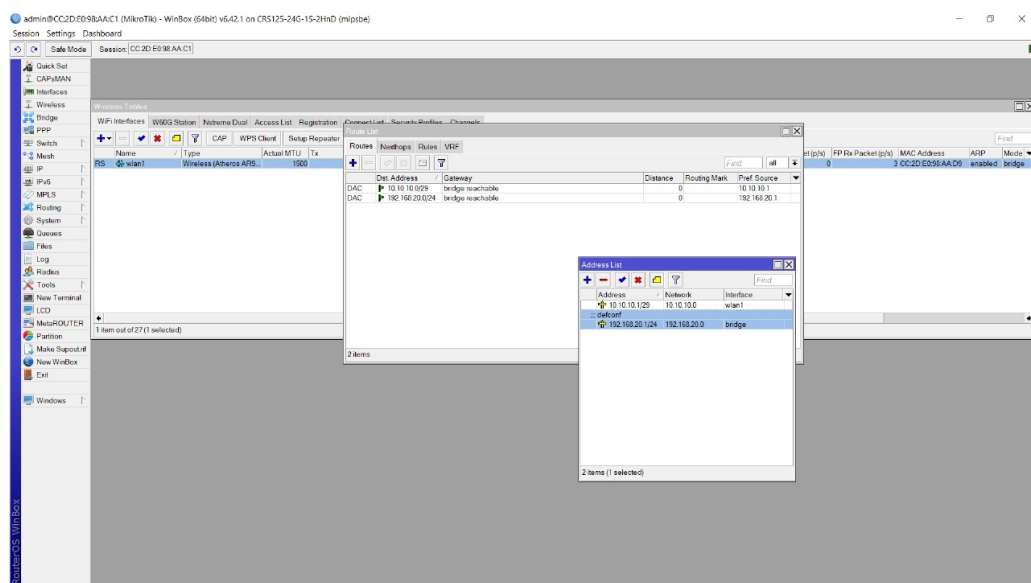 admin@CC:2D:E0:98:AA:C1 (MikroTik) - WinBox (64bit) v6.42.1 on CRS125-24G-1S-2HnD (mipsbe)
Session Settings Dashboard
Safe Mode Session: CC:2D:E0:98:AA:C1
Quick Set
CAPsMAN
Interfaces
Wireless
Bridge
PPP
Switch
Mesh
IP
IPv6
MPLS
Routing
System
Queues
Files
Log
Radius
Tools
New Terminal
LCD
MetaROUTER
Partition
Make Supout.rif
New WinBox
Exit
Windows
RouterOS WinBox
Wireless Tables
WiFi Interfaces W60G Station Nstreme Dual Access List Registration Connect List Security Profiles Channels
CAP WPS Client Setup Repeater
Find
Name Type Actual MTU Tx
et (p/s) FP Rx Packet (p/s) MAC Address ARP Mode
RS wlan1 Wireless (Atheros AR9... 1500
0 3 CC:2D:E0:98:AA:D9 enabled bridge
1 item out of 27 (1 selected)
Route List
Routes Nexthops Rules VRF
Find all
Dst. Address Gateway Distance Routing Mark Pref. Source
DAC 10.10.10.0/29 bridge reachable 0 10.10.10.1
DAC 192.168.20.0/24 bridge reachable 0 192.168.20.1
2 items
Address List
Find
Address Network Interface
10.10.10.1/29 10.10.10.0 wlan1
::: defconf
192.168.20.1/24 192.168.20.0 bridge
2 items (1 selected)